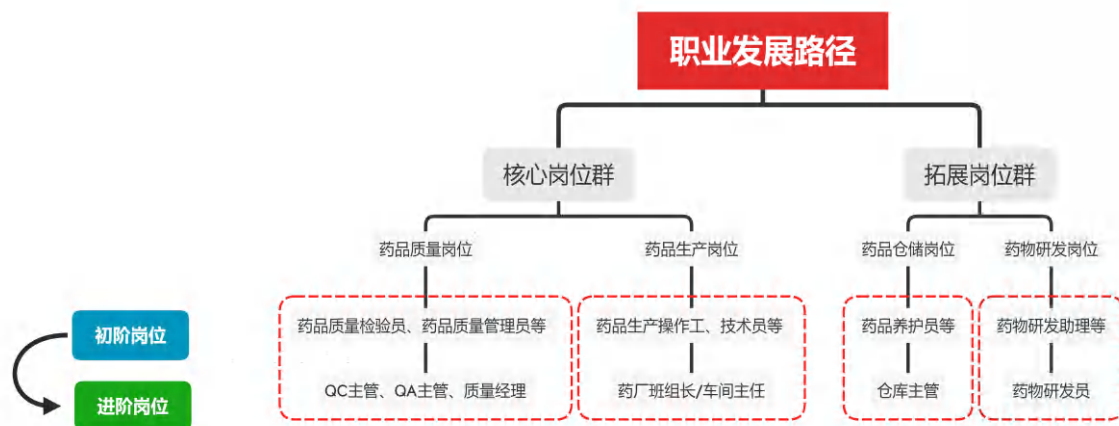 职业发展路径
核心岗位群
拓展岗位群
药品质量岗位
药品生产岗位
药品仓储岗位
药物研发岗位
初阶岗位
药品质量检验员、药品质量管理员等
药品生产操作工、技术员等
药品养护员等
药物研发助理等
进阶岗位
QC主管、QA主管、质量经理
药厂班组长/车间主任
仓库主管
药物研发员